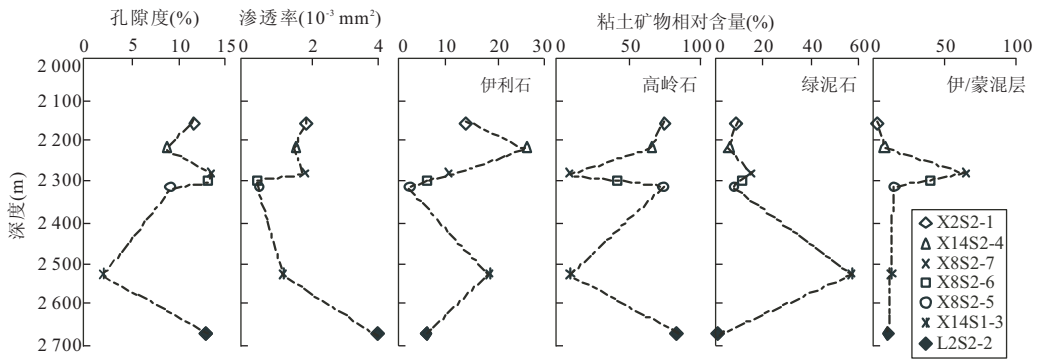 孔隙度(%) 渗透率(10-3 mm2) 粘土矿物相对含量(%)
0 5 10 15 0 2 4 0 10 20 30 0 50 100 0 20 40 60 0 50 100
2 000
伊利石 高岭石 绿泥石 伊/蒙混层
2 100
2 200
2 300
2 400
2 500
2 600
2 700
深度(m)
X2S2-1
X14S2-4
X8S2-7
X8S2-6
X8S2-5
X14S1-3
L2S2-2